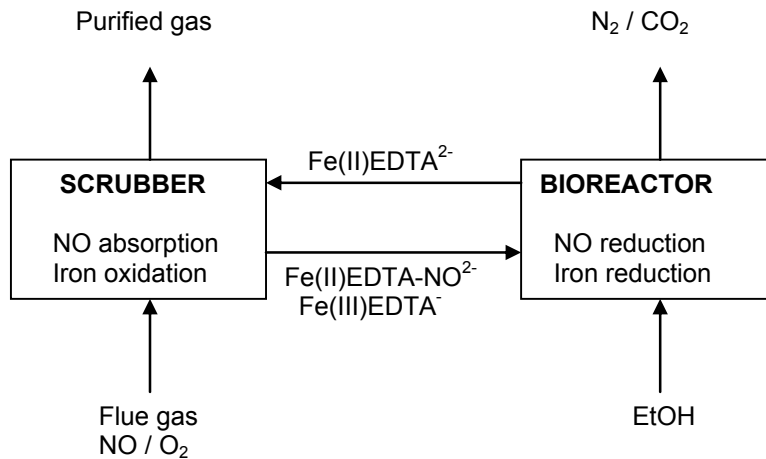 Purified gas
N₂ / CO₂
Fe(II)EDTA²⁻
SCRUBBER
BIOREACTOR
NO absorption
Iron oxidation
NO reduction
Iron reduction
Fe(II)EDTA-NO²⁻
Fe(III)EDTA⁻
Flue gas
NO / O₂
EtOH